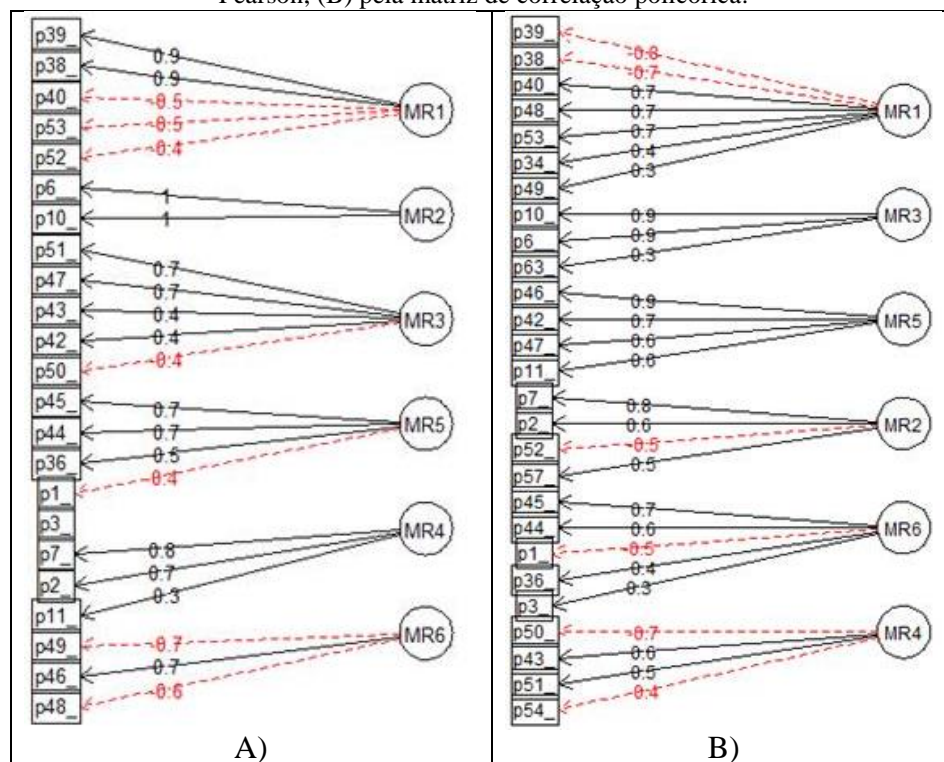 Pearson, (B) pela matriz de correlação policórica.
p39_
0.9
p38_
0.9
p40_
-0.5
MR1
p53_
-0.5
p52_
-0.4
p6__
1
p10_
1
MR2
p51_
0.7
p47_
0.7
p43_
0.4
MR3
p42_
0.4
p50_
-0.4
p45_
0.7
p44_
0.7
MR5
p36_
0.5
p1_
-0.4
p3_
p7_
0.8
MR4
p2_
0.7
p11_
0.3
p49_
-0.7
MR6
p46_
0.7
p48_
-0.6
A)
p39_
-0.8
p38_
-0.7
p40_
0.7
p48_
0.7
MR1
p53_
0.7
p34_
0.4
p49_
0.3
p10_
0.9
MR3
p6__
0.9
p63_
0.3
p46_
0.9
p42_
0.7
MR5
p47_
0.6
p11_
0.6
p7_
0.8
p2_
0.6
MR2
p52_
-0.5
p57_
0.5
p45_
0.7
p44_
0.6
MR6
p1_
-0.5
p36_
0.4
p3_
0.3
p50_
-0.7
MR4
p43_
0.6
p51_
0.5
p54_
-0.4
B)